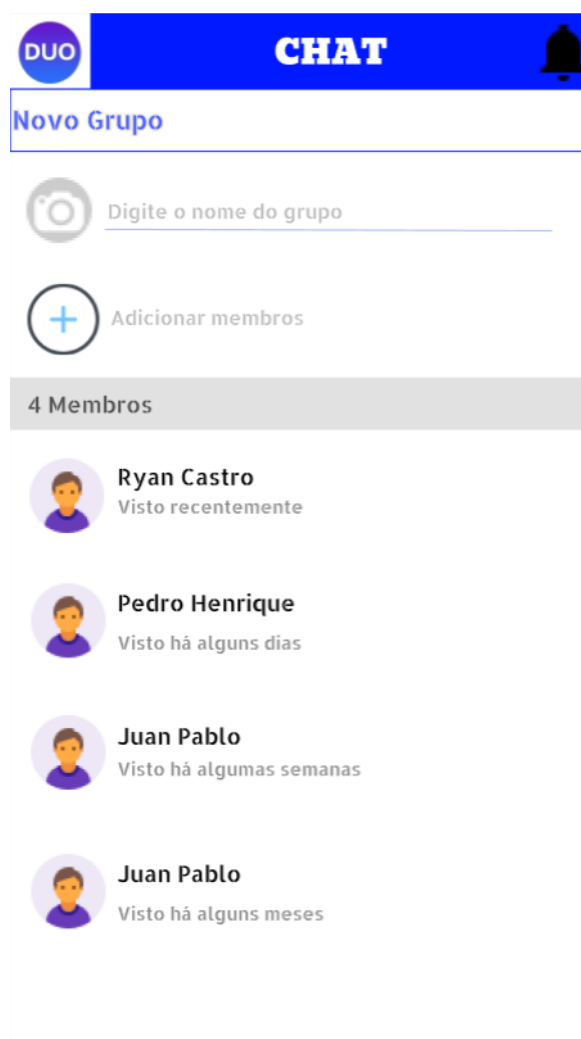 DUO
CHAT
Novo Grupo
Digite o nome do grupo
Adicionar membros
4 Membros
Ryan Castro
Visto recentemente
Pedro Henrique
Visto há alguns dias
Juan Pablo
Visto há algumas semanas
Juan Pablo
Visto há alguns meses